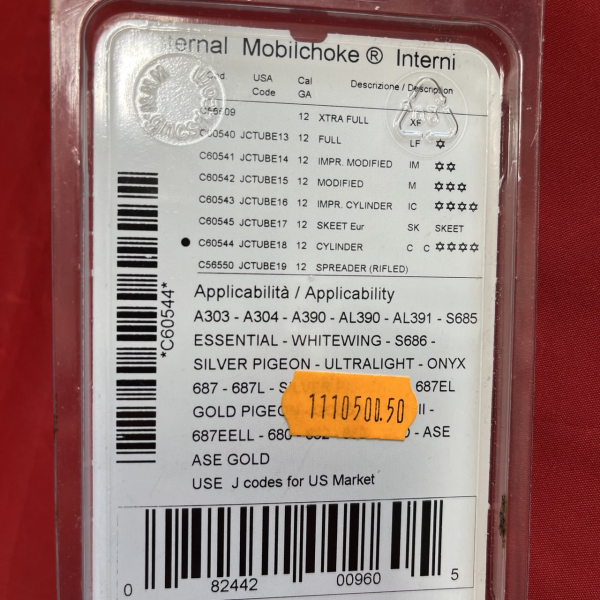 Internal Mobilchoke ® Interni
USA Code Cal GA Descrizione / Description
12 XTRA FULL XF
C60540 JCTUBE13 12 FULL LF ✡
C60541 JCTUBE14 12 IMPR. MODIFIED IM ✡✡
C60542 JCTUBE15 12 MODIFIED M ✡✡✡
C60543 JCTUBE16 12 IMPR. CYLINDER IC ✡✡✡✡
C60545 JCTUBE17 12 SKEET Eur SK SKEET
● C60544 JCTUBE18 12 CYLINDER C C ✡✡✡✡
C56550 JCTUBE19 12 SPREADER (RIFLED)
*C60544*
Applicabilità / Applicability
A303 - A304 - A390 - AL390 - AL391 - S685
ESSENTIAL - WHITEWING - S686 -
SILVER PIGEON - ULTRALIGHT - ONYX
687 - 687L - 687EL
GOLD PIGEON II -
687EELL - 680 - - ASE
ASE GOLD
USE J codes for US Market
1110500.50
0 82442 00960 5